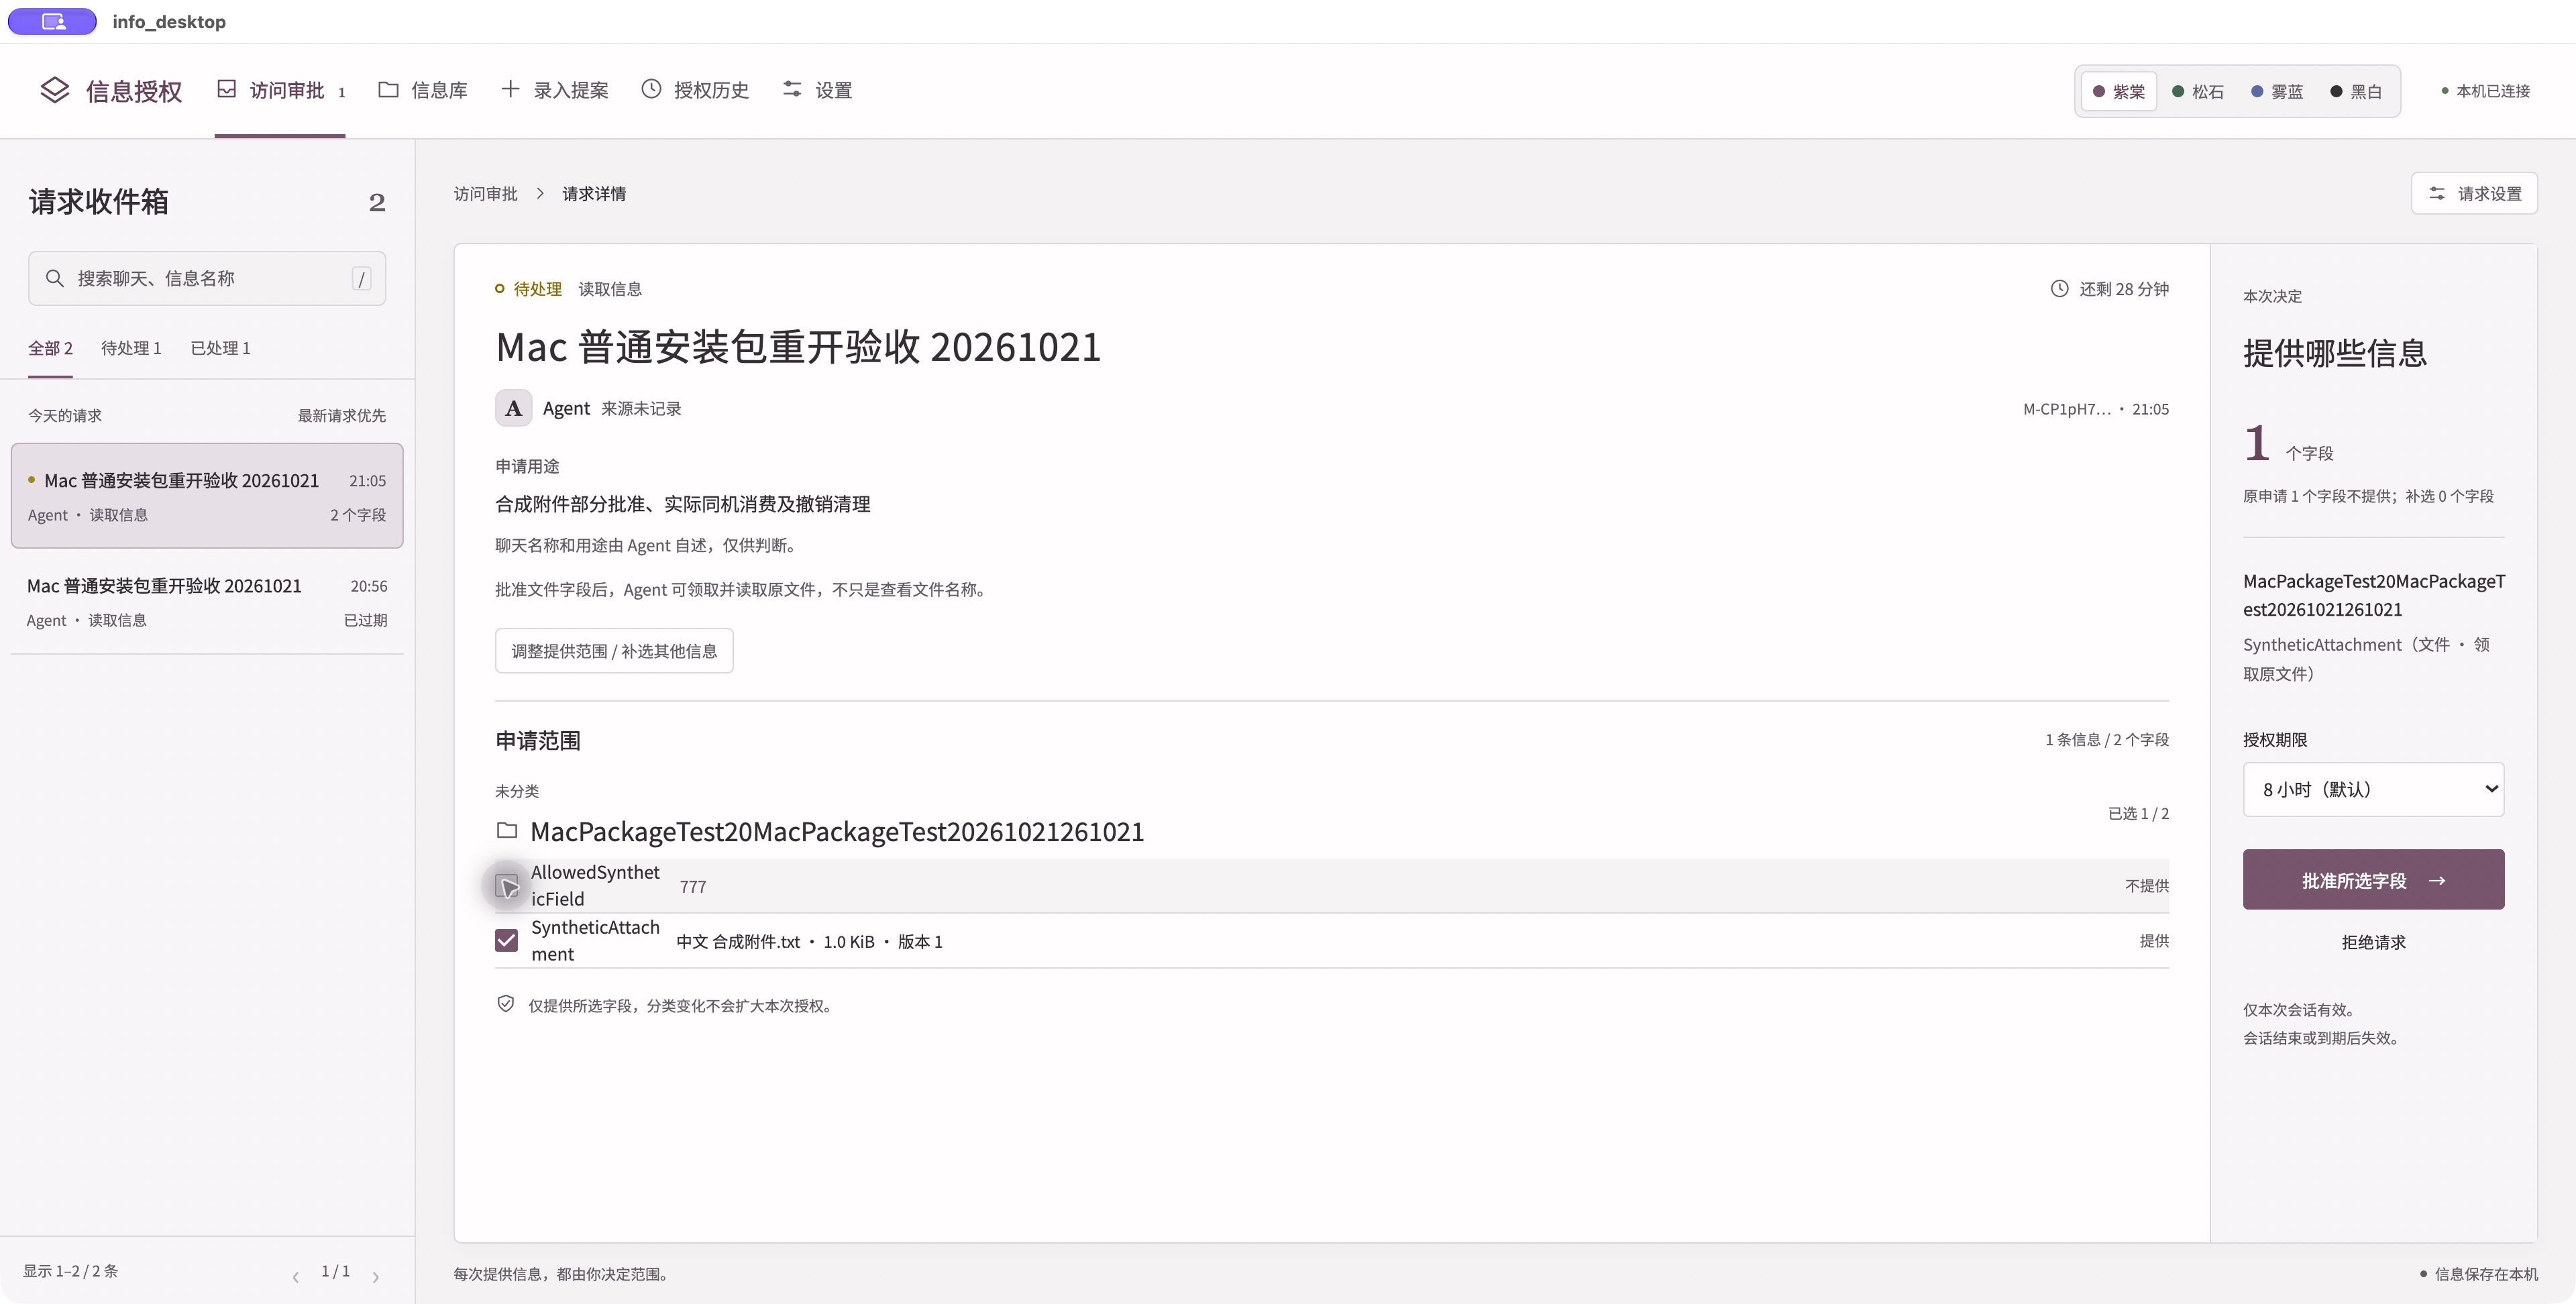 info_desktop
信息授权
访问审批 1
信息库
录入提案
授权历史
设置
紫棠
松石
雾蓝
黑白
本机已连接
请求收件箱
2
搜索聊天、信息名称
/
全部 2
待处理 1
已处理 1
今天的请求
最新请求优先
Mac 普通安装包重开验收 20261021
21:05
Agent · 读取信息
2 个字段
Mac 普通安装包重开验收 20261021
20:56
Agent · 读取信息
已过期
显示 1–2 / 2 条
‹ 1 / 1 ›
访问审批 > 请求详情
请求设置
待处理 读取信息
还剩 28 分钟
Mac 普通安装包重开验收 20261021
A Agent 来源未记录
M-CP1pH7… · 21:05
申请用途
合成附件部分批准、实际同机消费及撤销清理
聊天名称和用途由 Agent 自述，仅供判断。
批准文件字段后，Agent 可领取并读取原文件，不只是查看文件名称。
调整提供范围 / 补选其他信息
申请范围
1 条信息 / 2 个字段
未分类
MacPackageTest20MacPackageTest20261021261021
已选 1 / 2
AllowedSynthet
icField
777
不提供
SyntheticAttach
ment
中文 合成附件.txt · 1.0 KiB · 版本 1
提供
仅提供所选字段，分类变化不会扩大本次授权。
本次决定
提供哪些信息
1 个字段
原申请 1 个字段不提供；补选 0 个字段
MacPackageTest20MacPackageT
est20261021261021
SyntheticAttachment（文件 · 领
取原文件）
授权期限
8 小时（默认）
批准所选字段 →
拒绝请求
仅本次会话有效。
会话结束或到期后失效。
每次提供信息，都由你决定范围。
信息保存在本机